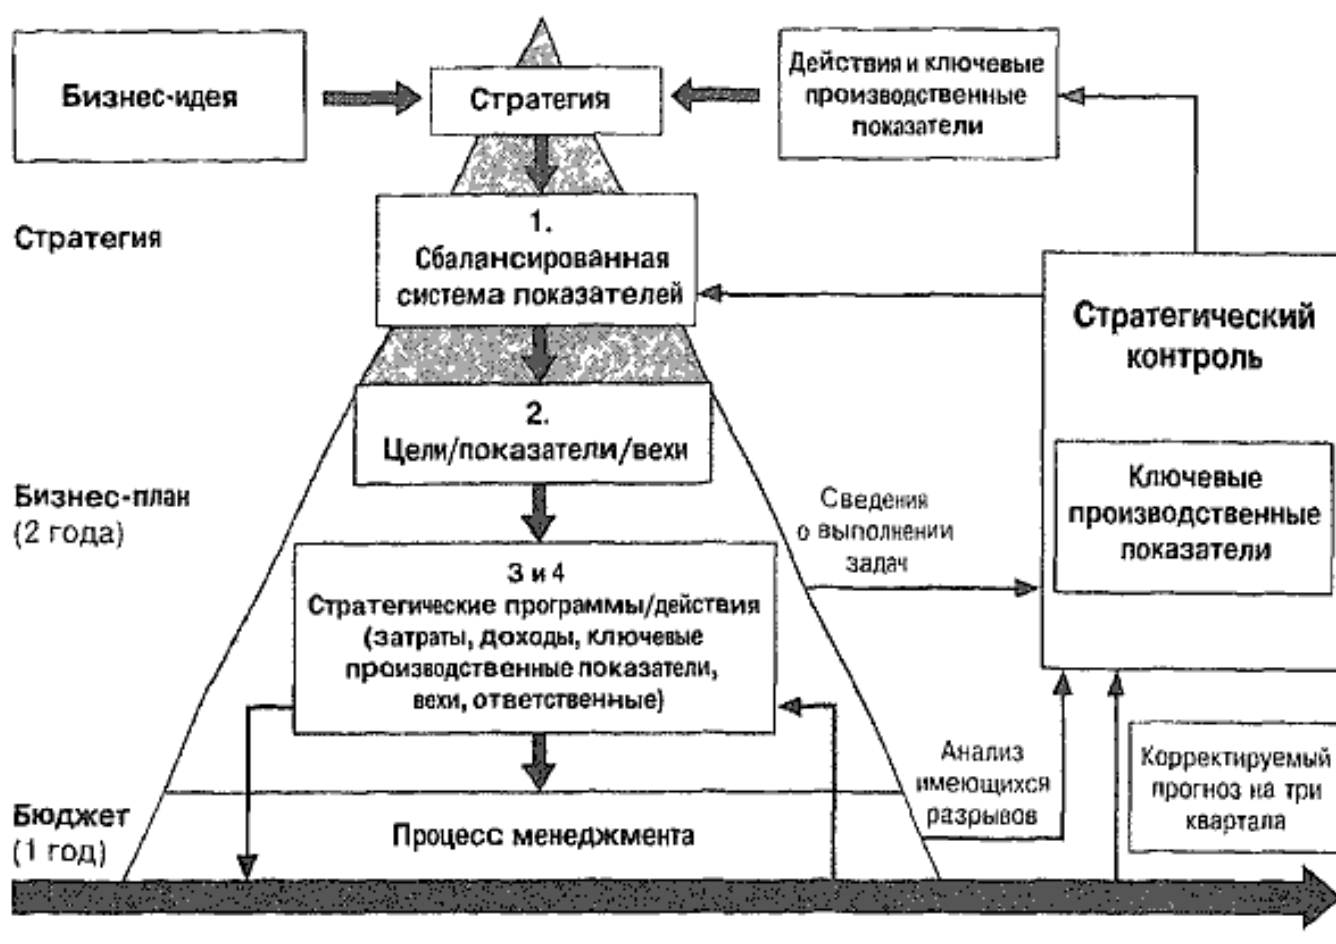 Бизнес-идея
Стратегия
Действия и ключевые
производственные
показатели
Стратегия
1.
Сбалансированная
система показателей
Стратегический
контроль
Ключевые
производственные
показатели
2.
Цели/показатели/вехи
Бизнес-план
(2 года)
Сведения
о выполнении
задач
3 и 4
Стратегические программы/действия
(затраты, доходы, ключевые
производственные показатели,
вехи, ответственные)
Анализ
имеющихся
разрывов
Корректируемый
прогноз на три
квартала
Бюджет
(1 год)
Процесс менеджмента